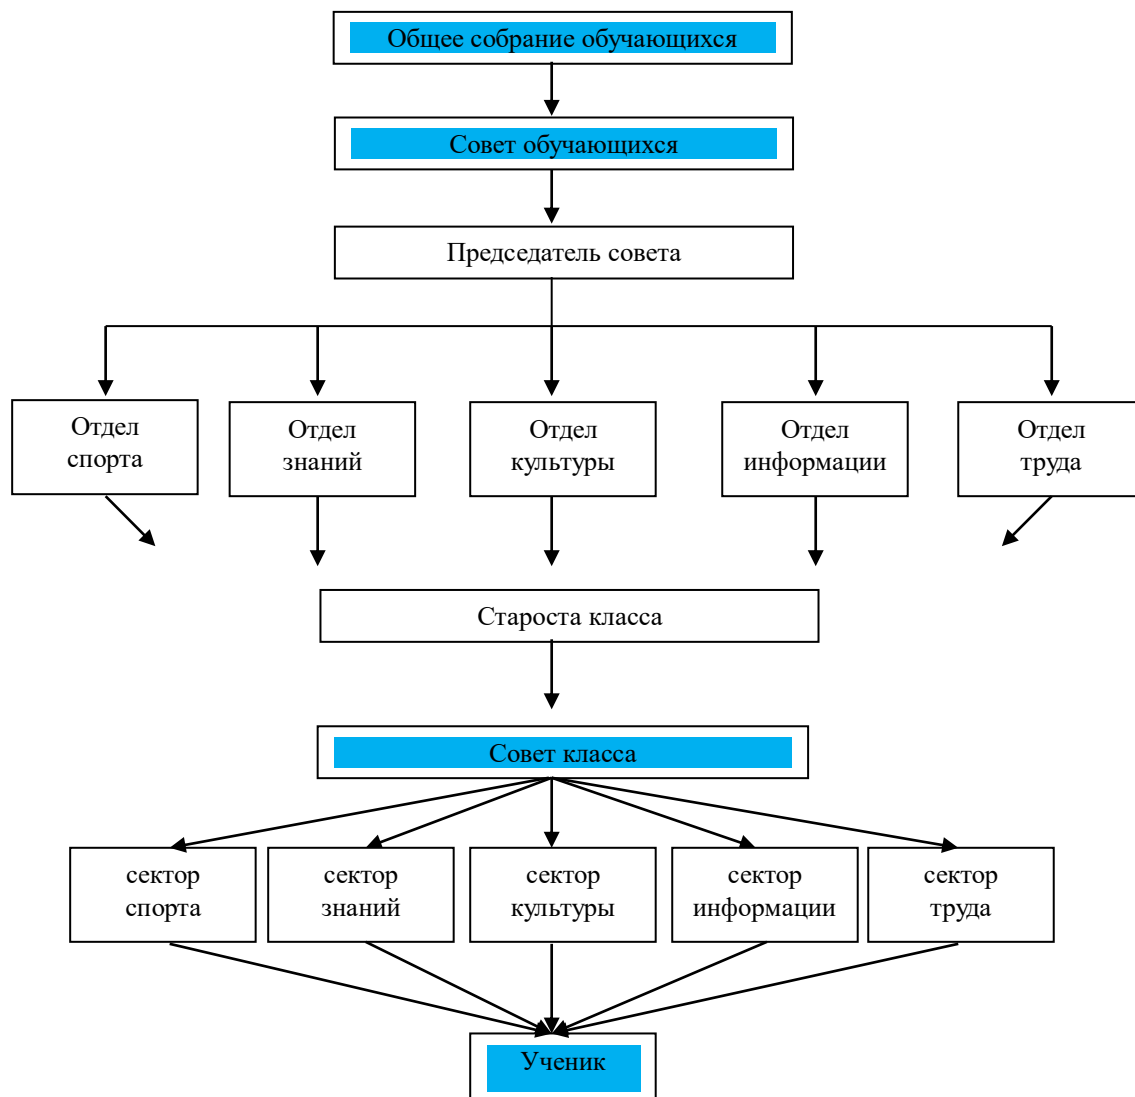 Общее собрание обучающихся
Совет обучающихся
Председатель совета
Отдел
спорта
Отдел
знаний
Отдел
культуры
Отдел
информации
Отдел
труда
Староста класса
Совет класса
сектор
спорта
сектор
знаний
сектор
культуры
сектор
информации
сектор
труда
Ученик